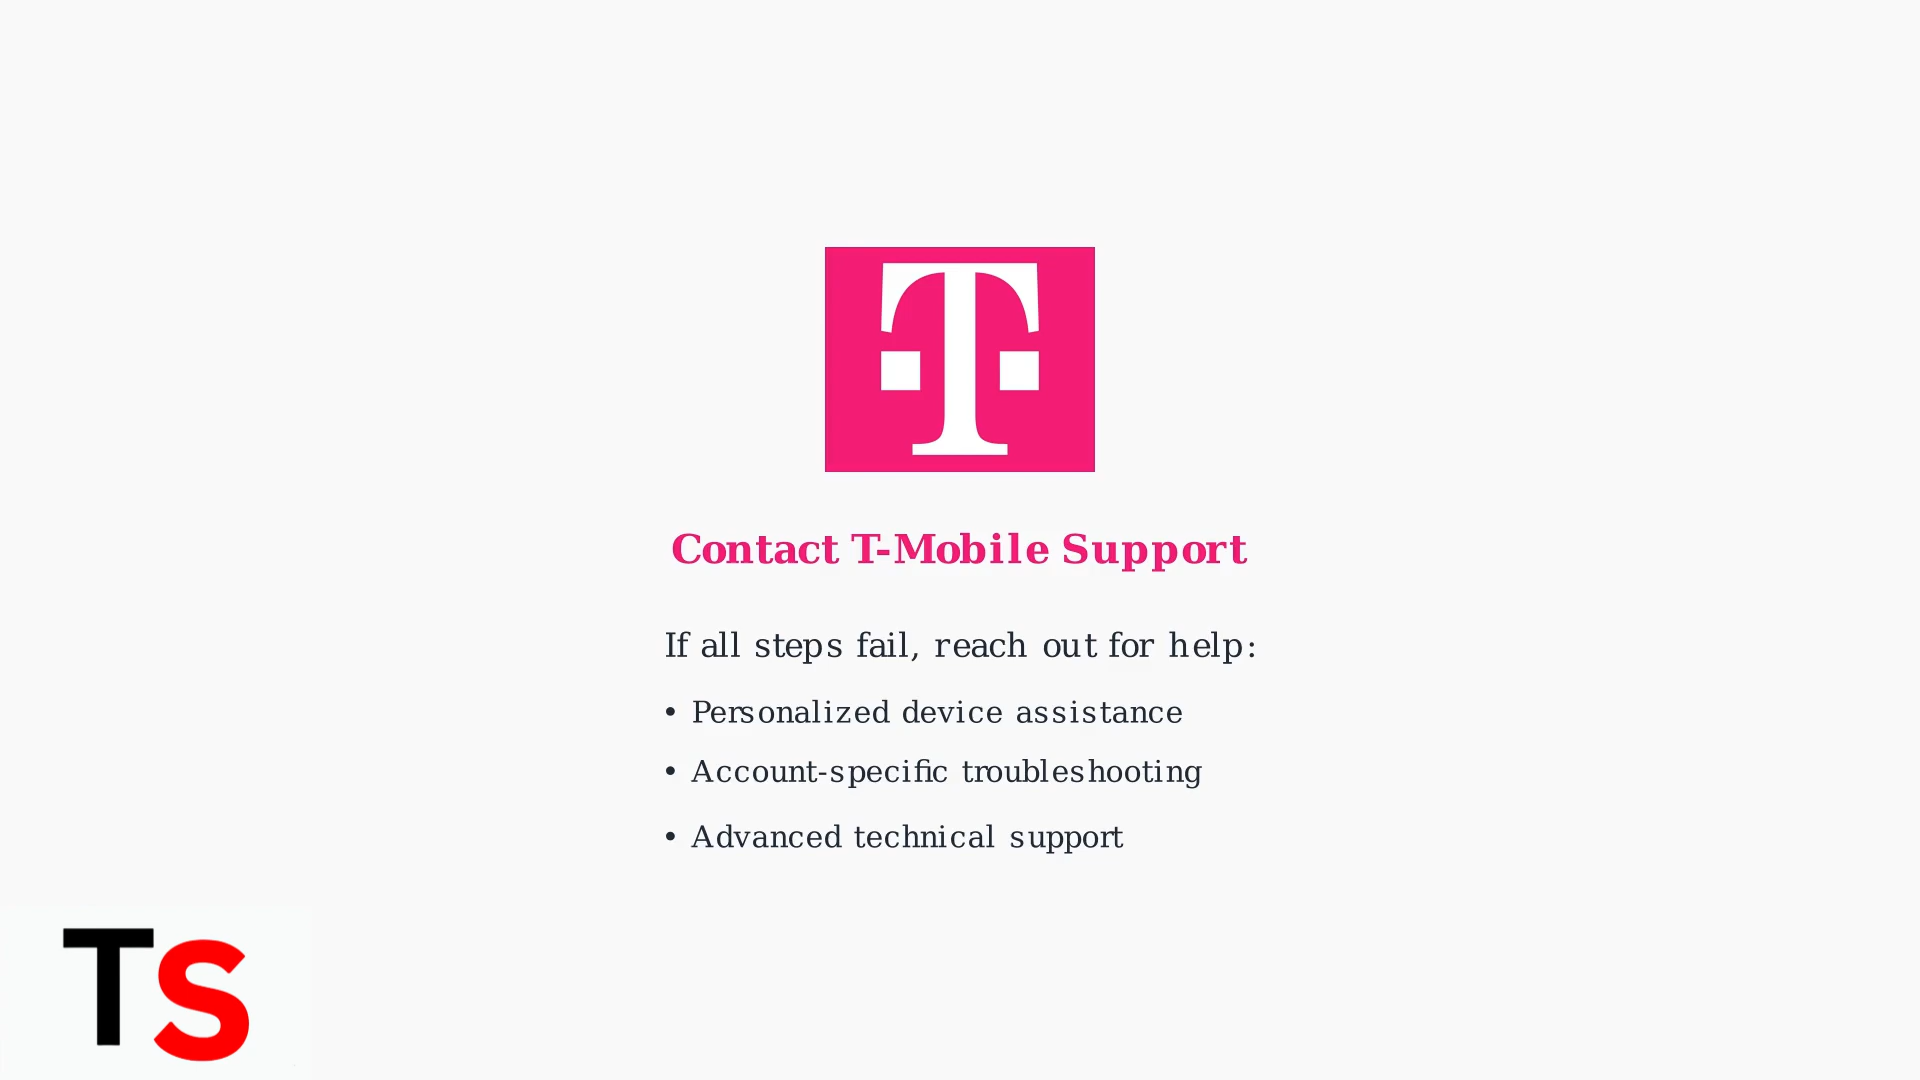 T
Contact T-Mobile Support
If all steps fail, reach out for help:
• Personalized device assistance
• Account-specific troubleshooting
• Advanced technical support
TS